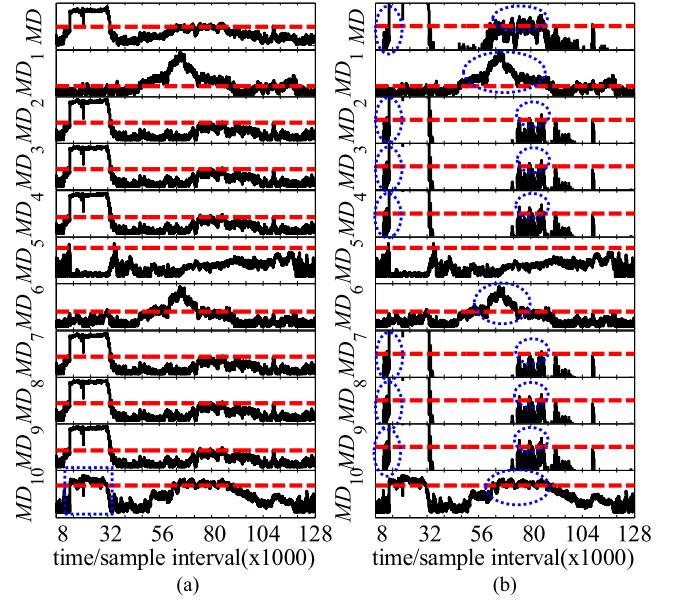 MD
MD1
MD2
MD3
MD4
MD5
MD6
MD7
MD8
MD9
MD10
8 32 56 80 104 128
time/sample interval(x1000)
(a)
MD
MD1
MD2
MD3
MD4
MD5
MD6
MD7
MD8
MD9
MD10
8 32 56 80 104 128
time/sample interval(x1000)
(b)